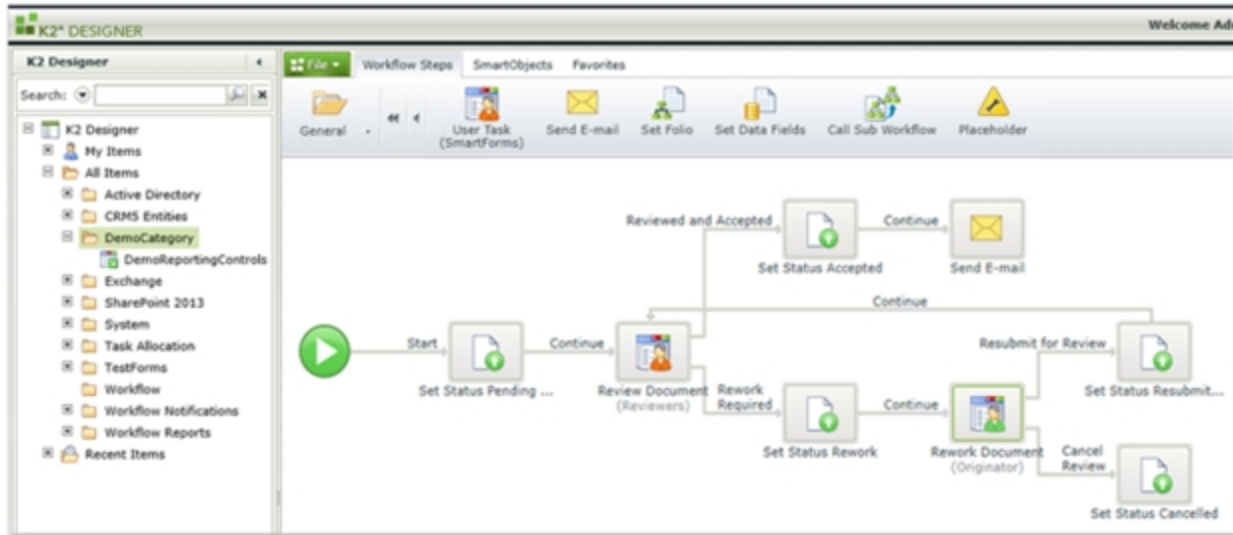 K2* DESIGNER
Welcome Ad
K2 Designer
Search:
K2 Designer
My Items
All Items
Active Directory
CRM5 Entities
DemoCategory
DemoReportingControls
Exchange
SharePoint 2013
System
Task Allocation
TestForms
Workflow
Workflow Notifications
Workflow Reports
Recent Items
File
Workflow Steps
SmartObjects
Favorites
General
User Task
(SmartForms)
Send E-mail
Set Folio
Set Data Fields
Call Sub Workflow
Placeholder
Reviewed and Accepted
Continue
Set Status Accepted
Send E-mail
Continue
Start
Continue
Resubmit for Review
Set Status Pending ...
Review Document
(Reviewers)
Rework
Required
Continue
Set Status Resubmit...
Set Status Rework
Rework Document
(Originator)
Cancel
Review
Set Status Cancelled